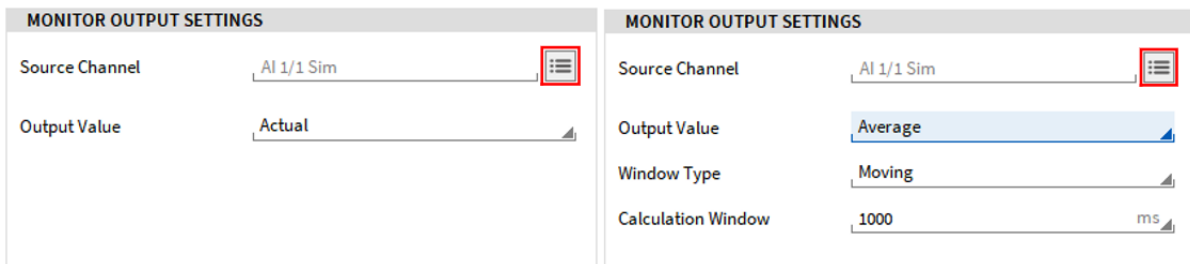 MONITOR OUTPUT SETTINGS
Source Channel AI 1/1 Sim
Output Value Actual
MONITOR OUTPUT SETTINGS
Source Channel AI 1/1 Sim
Output Value Average
Window Type Moving
Calculation Window 1000 ms